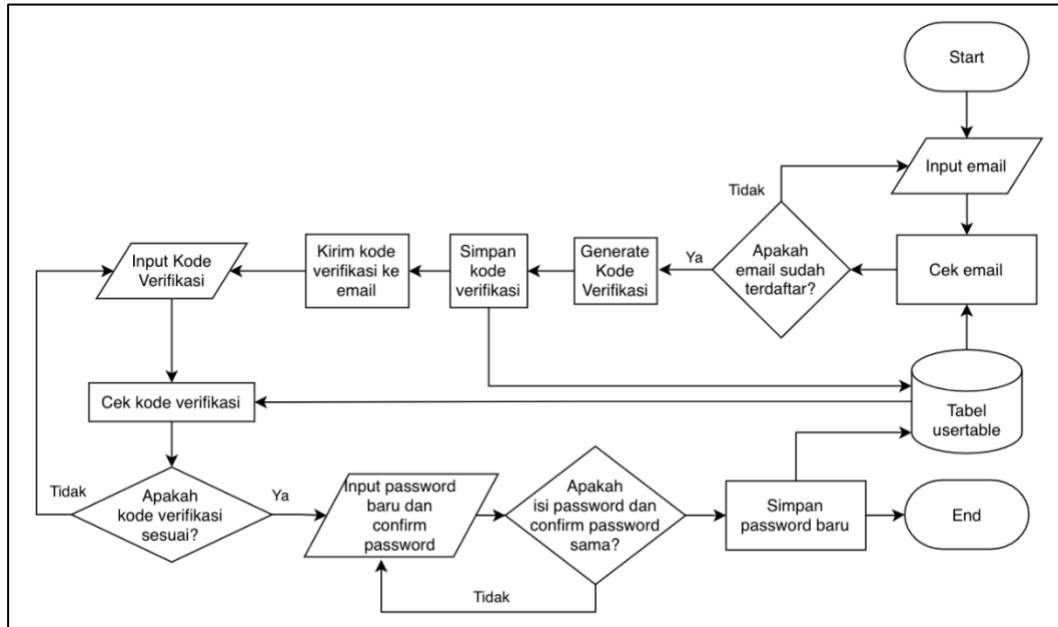 Start
Input email
Cek email
Tabel
usertable
Apakah
email sudah
terdaftar?
Tidak
Ya
Generate
Kode
Verifikasi
Simpan
kode
verifikasi
Kirim kode
verifikasi ke
email
Input Kode
Verifikasi
Cek kode verifikasi
Apakah
kode verifikasi
sesuai?
Tidak
Ya
Input password
baru dan
confirm
password
Apakah
isi password dan
confirm password
sama?
Tidak
Simpan
password baru
End